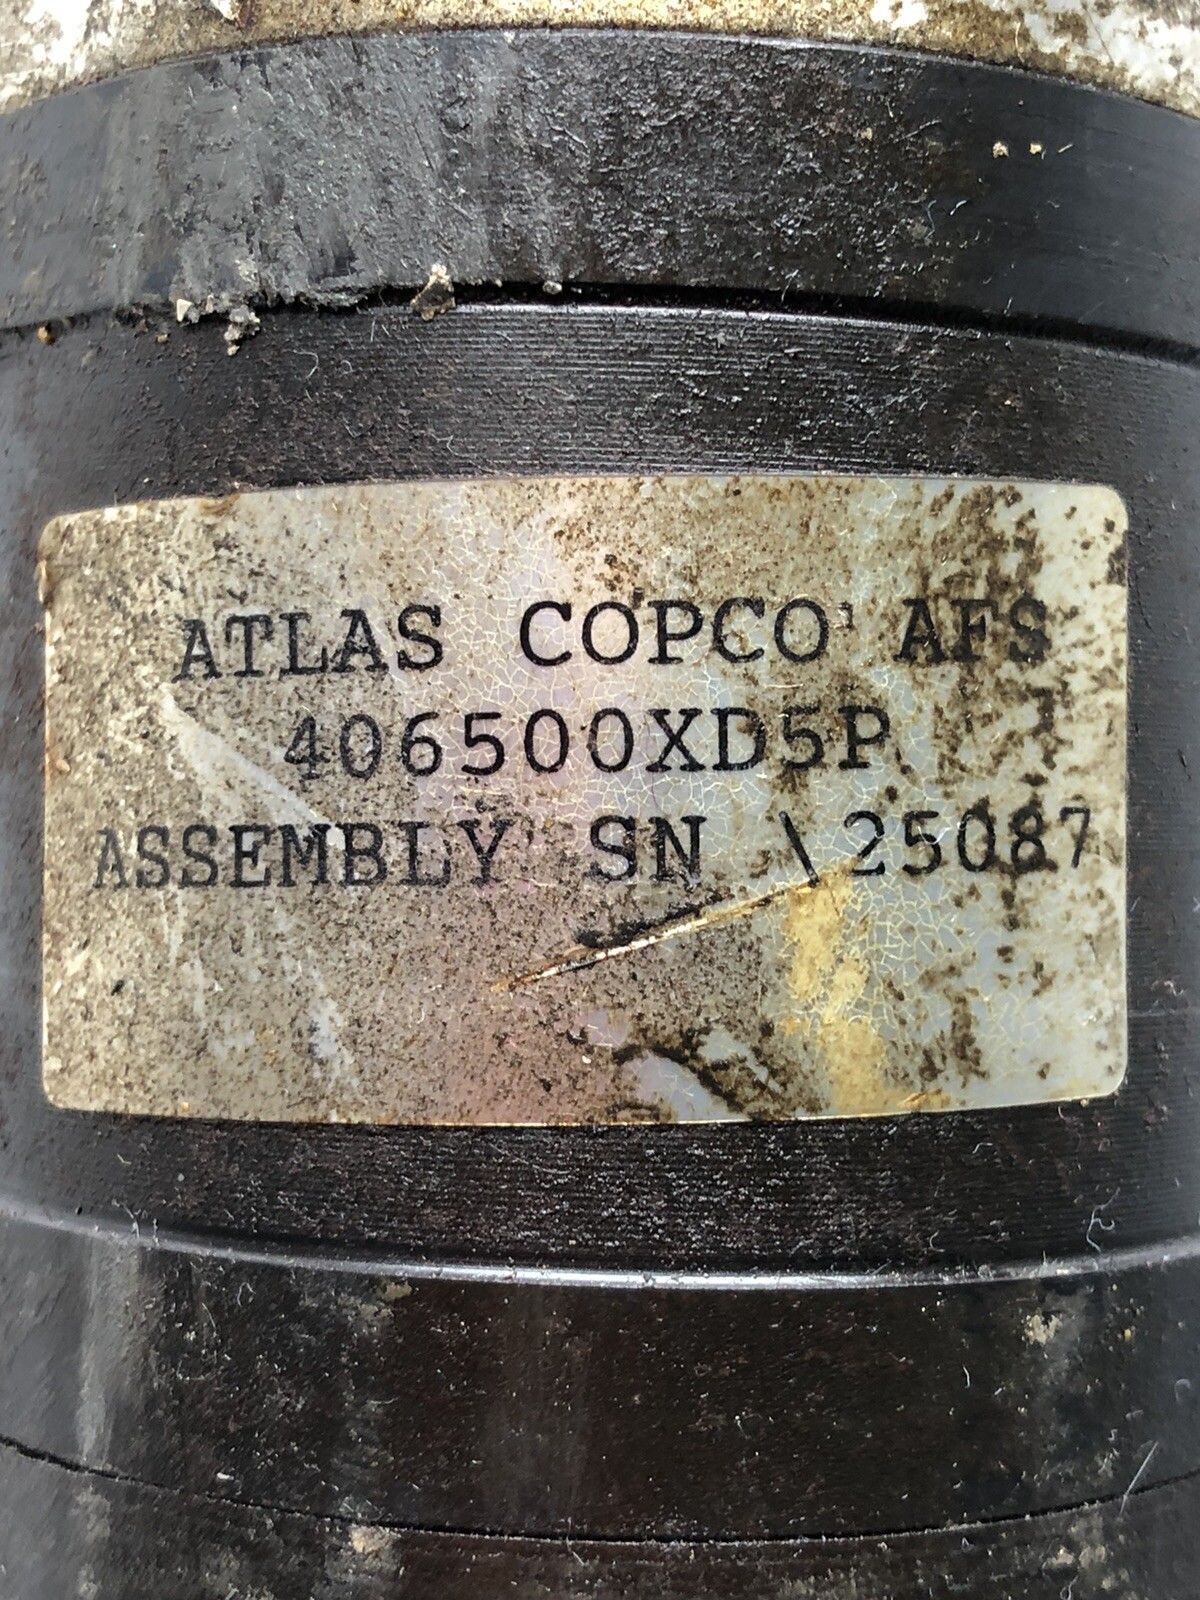 ATLAS COPCO AFS
406500XD5P
ASSEMBLY SN \25087